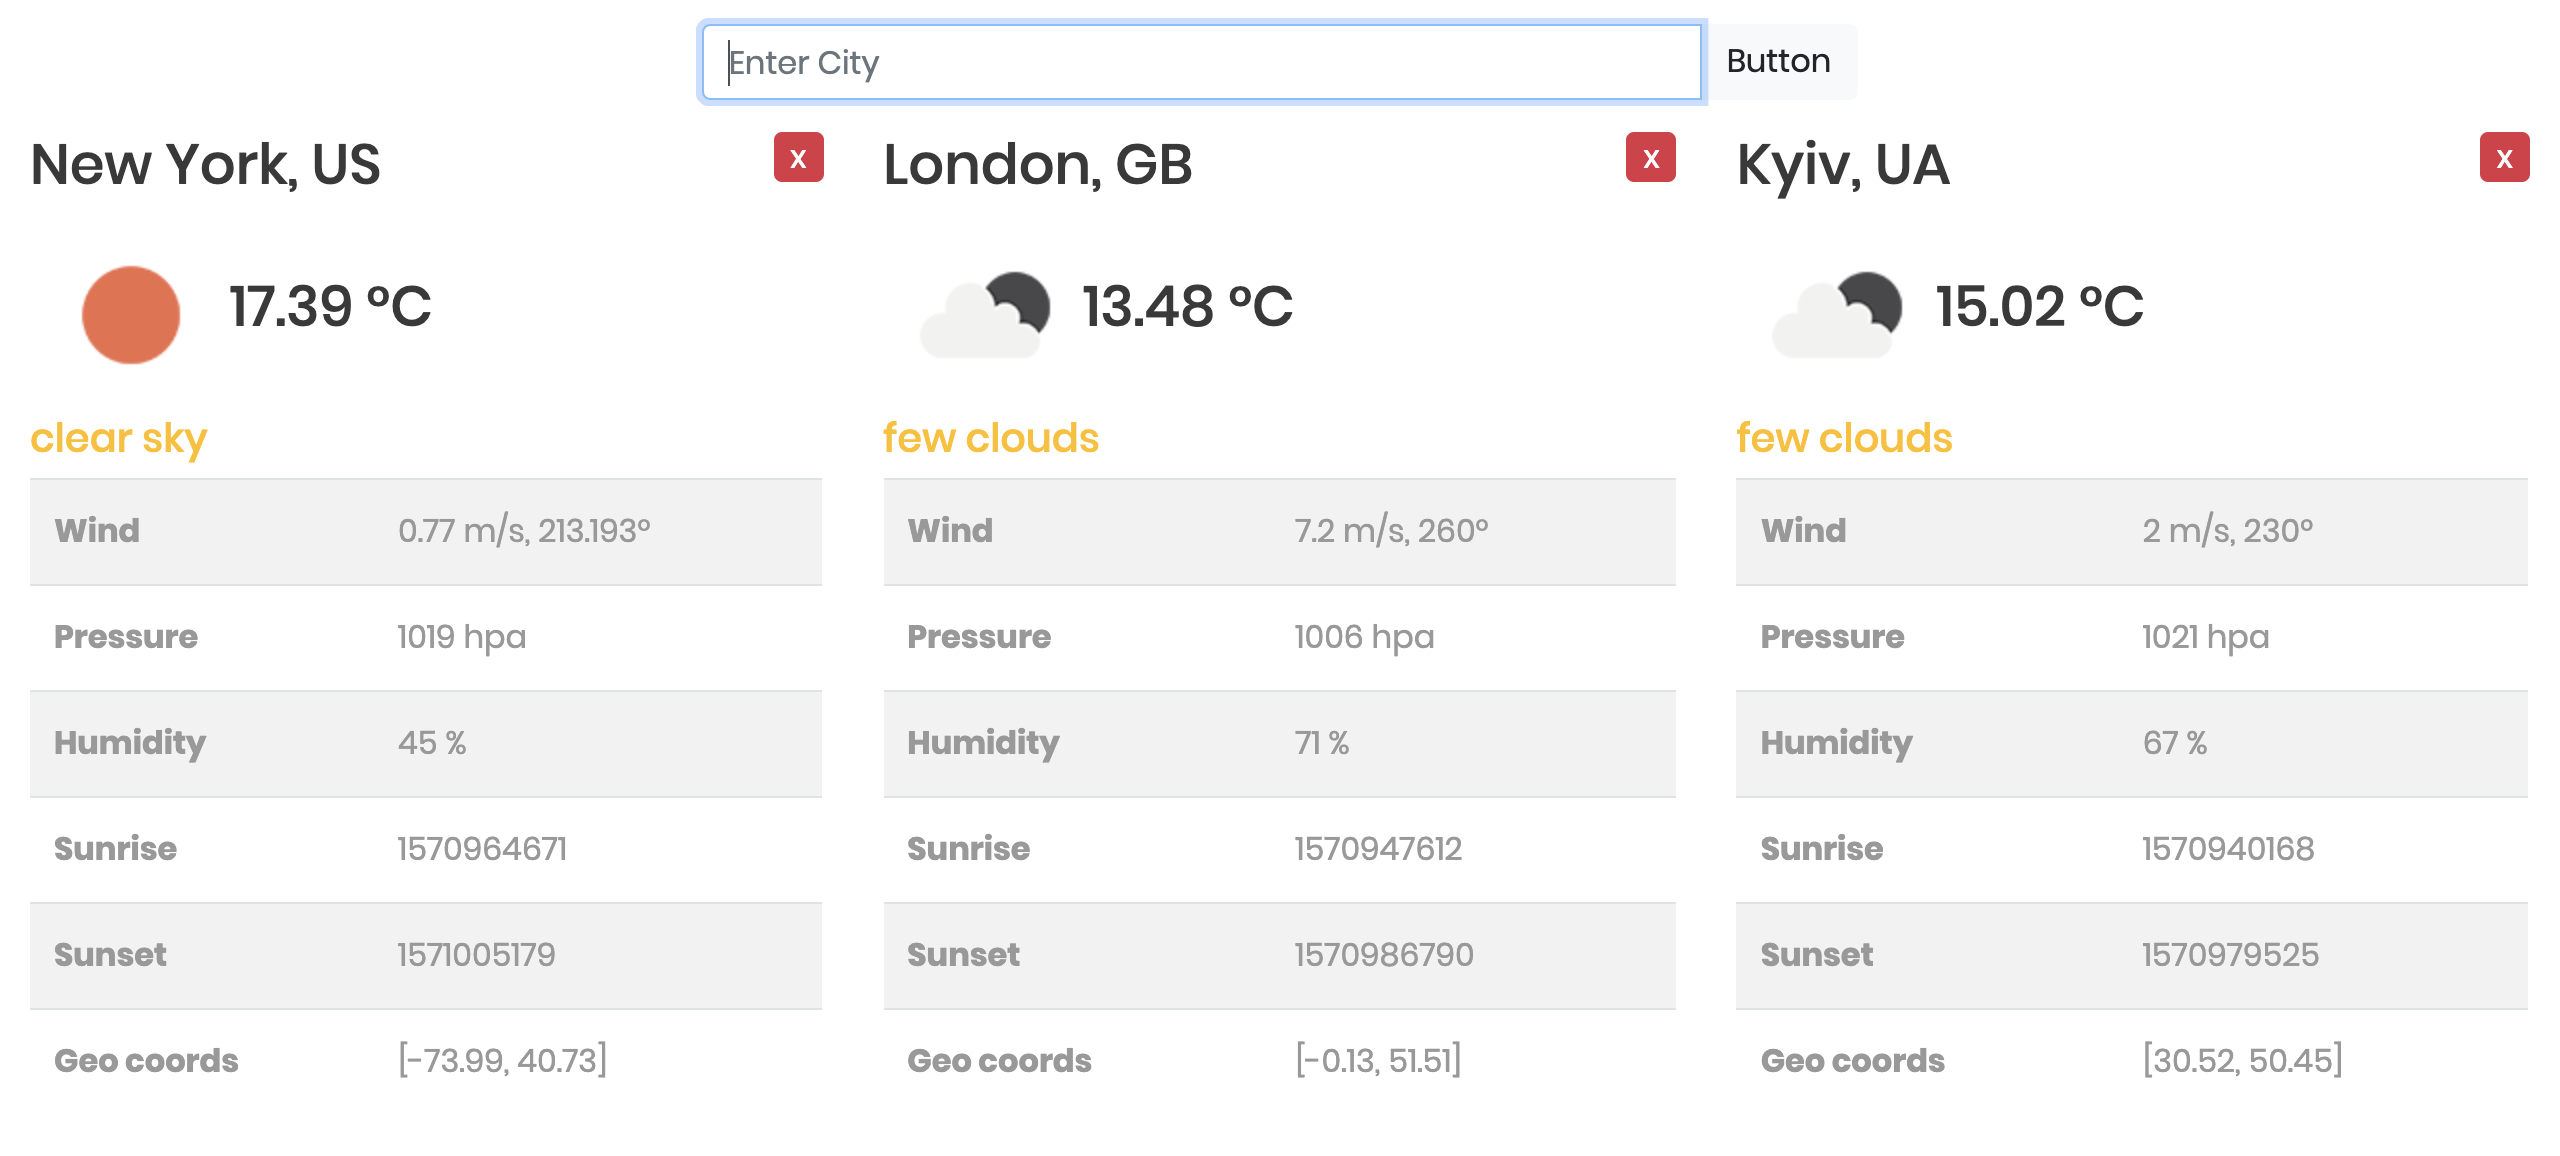 Enter City Button
New York, US X
17.39 °C
clear sky
Wind 0.77 m/s, 213.193°
Pressure 1019 hpa
Humidity 45 %
Sunrise 1570964671
Sunset 1571005179
Geo coords [-73.99, 40.73]
London, GB X
13.48 °C
few clouds
Wind 7.2 m/s, 260°
Pressure 1006 hpa
Humidity 71 %
Sunrise 1570947612
Sunset 1570986790
Geo coords [-0.13, 51.51]
Kyiv, UA X
15.02 °C
few clouds
Wind 2 m/s, 230°
Pressure 1021 hpa
Humidity 67 %
Sunrise 1570940168
Sunset 1570979525
Geo coords [30.52, 50.45]